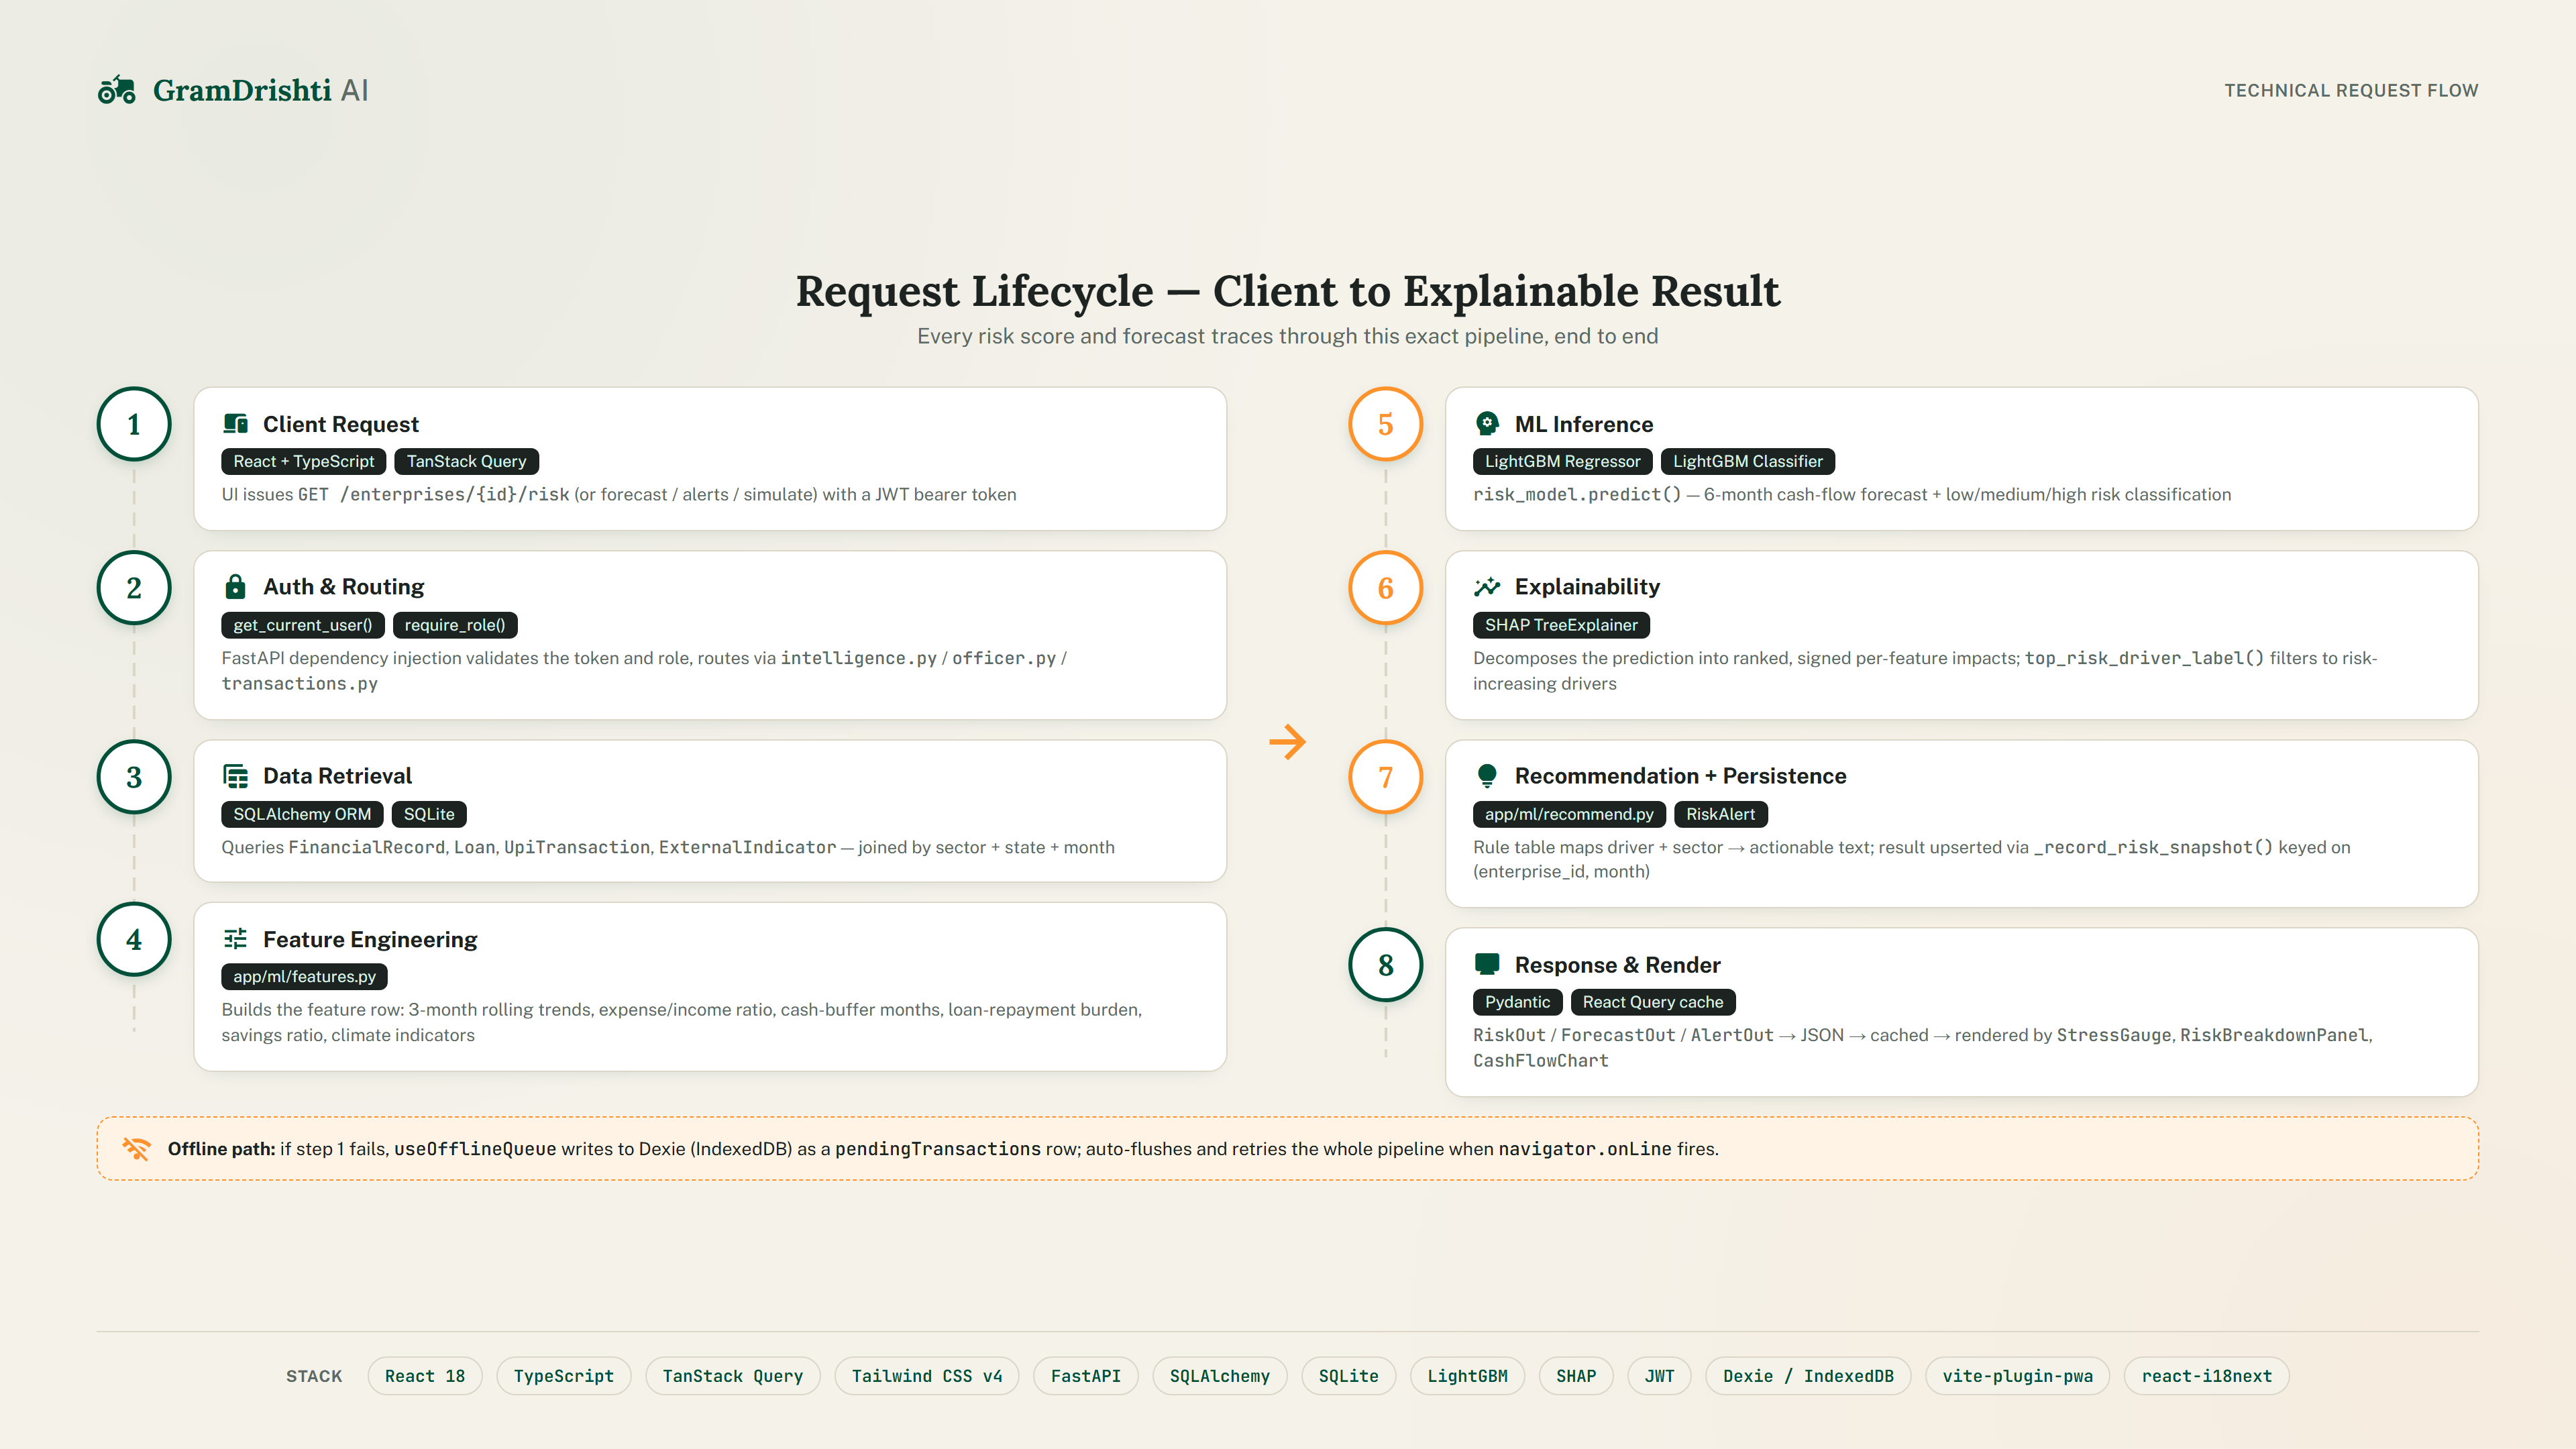 GramDrishti AI
TECHNICAL REQUEST FLOW
Request Lifecycle — Client to Explainable Result
Every risk score and forecast traces through this exact pipeline, end to end
1
Client Request
React + TypeScript TanStack Query
UI issues GET /enterprises/{id}/risk (or forecast / alerts / simulate) with a JWT bearer token
2
Auth & Routing
get_current_user() require_role()
FastAPI dependency injection validates the token and role, routes via intelligence.py / officer.py /
transactions.py
3
Data Retrieval
SQLAlchemy ORM SQLite
Queries FinancialRecord, Loan, UpiTransaction, ExternalIndicator — joined by sector + state + month
4
Feature Engineering
app/ml/features.py
Builds the feature row: 3-month rolling trends, expense/income ratio, cash-buffer months, loan-repayment burden,
savings ratio, climate indicators
→
5
ML Inference
LightGBM Regressor LightGBM Classifier
risk_model.predict() — 6-month cash-flow forecast + low/medium/high risk classification
6
Explainability
SHAP TreeExplainer
Decomposes the prediction into ranked, signed per-feature impacts; top_risk_driver_label() filters to risk-
increasing drivers
7
Recommendation + Persistence
app/ml/recommend.py RiskAlert
Rule table maps driver + sector → actionable text; result upserted via _record_risk_snapshot() keyed on
(enterprise_id, month)
8
Response & Render
Pydantic React Query cache
RiskOut / ForecastOut / AlertOut → JSON → cached → rendered by StressGauge, RiskBreakdownPanel,
CashFlowChart
Offline path: if step 1 fails, useOfflineQueue writes to Dexie (IndexedDB) as a pendingTransactions row; auto-flushes and retries the whole pipeline when navigator.onLine fires.
STACK React 18 TypeScript TanStack Query Tailwind CSS v4 FastAPI SQLAlchemy SQLite LightGBM SHAP JWT Dexie / IndexedDB vite-plugin-pwa react-i18next